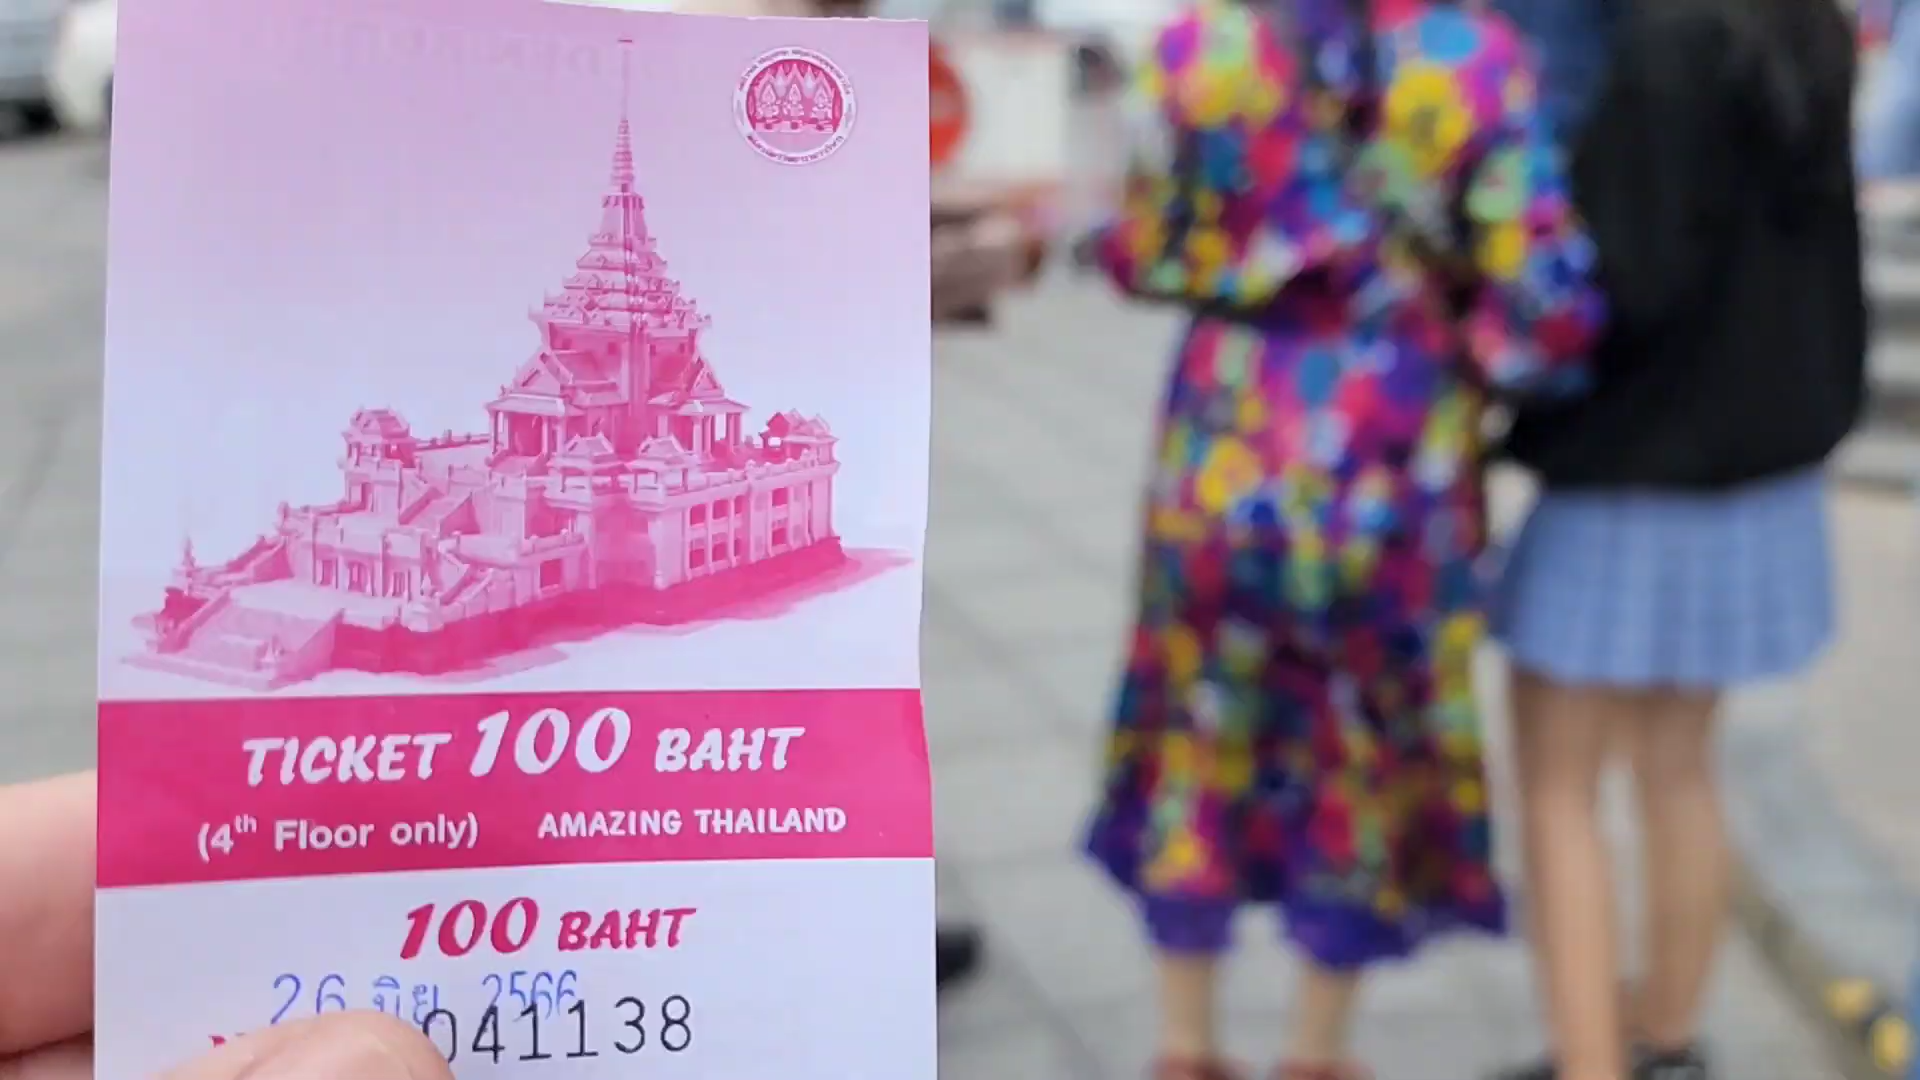 TICKET 100 BAHT
(4th Floor only) AMAZING THAILAND
100 BAHT
26 มิย. 2566
041138